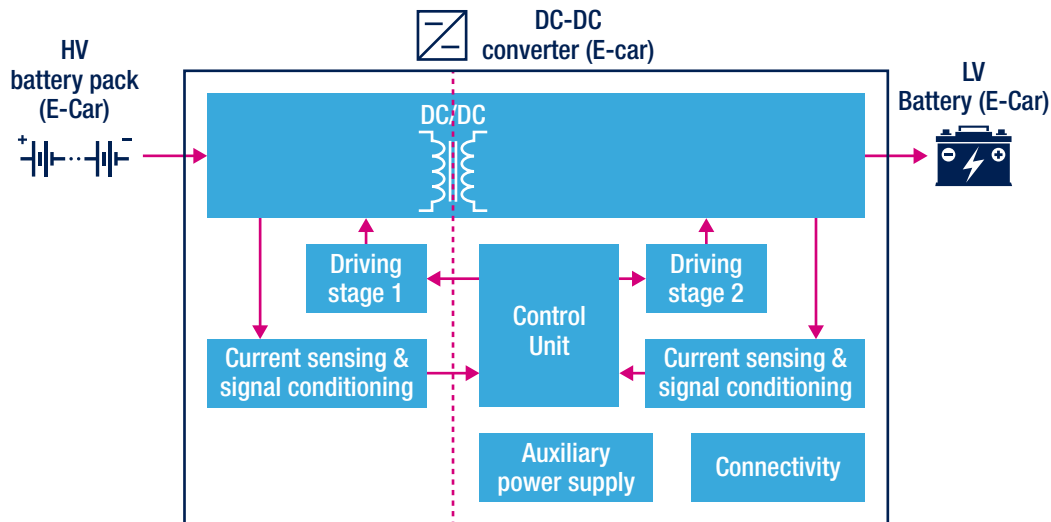 DC-DC
converter (E-car)
HV
battery pack
(E-Car)
LV
Battery (E-Car)
DC/DC
+
-
Driving
stage 1
Control
Unit
Driving
stage 2
Current sensing &
signal conditioning
Current sensing &
signal conditioning
Auxiliary
power supply
Connectivity